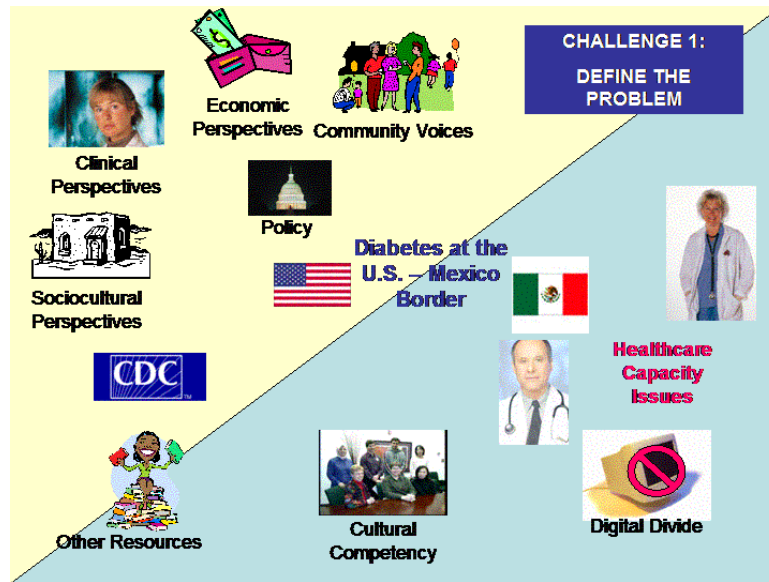 CHALLENGE 1:
DEFINE THE
PROBLEM
Economic
Perspectives
Community Voices
Clinical
Perspectives
Policy
Diabetes at the
U.S. – Mexico
Border
Sociocultural
Perspectives
Healthcare
Capacity
Issues
CDC
TM
Other Resources
Cultural
Competency
Digital Divide